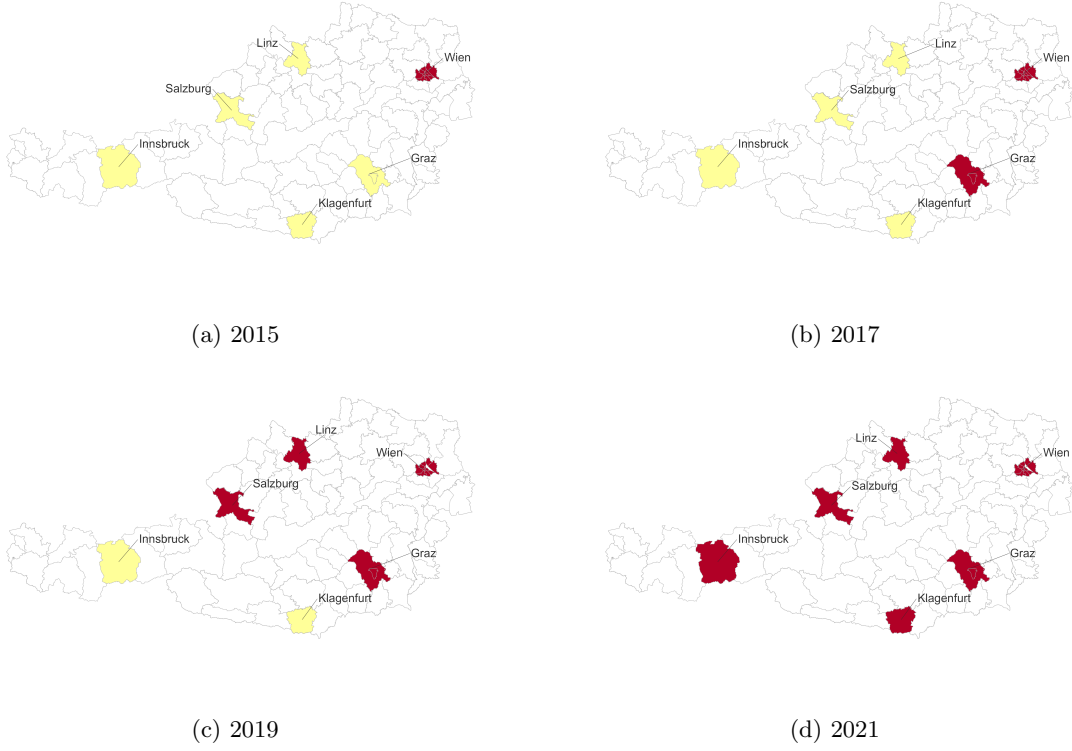 Linz
Wien
Salzburg
Innsbruck
Graz
Klagenfurt
(a) 2015
Linz
Wien
Salzburg
Innsbruck
Graz
Klagenfurt
(b) 2017
Linz
Wien
Salzburg
Innsbruck
Graz
Klagenfurt
(c) 2019
Linz
Wien
Salzburg
Innsbruck
Graz
Klagenfurt
(d) 2021